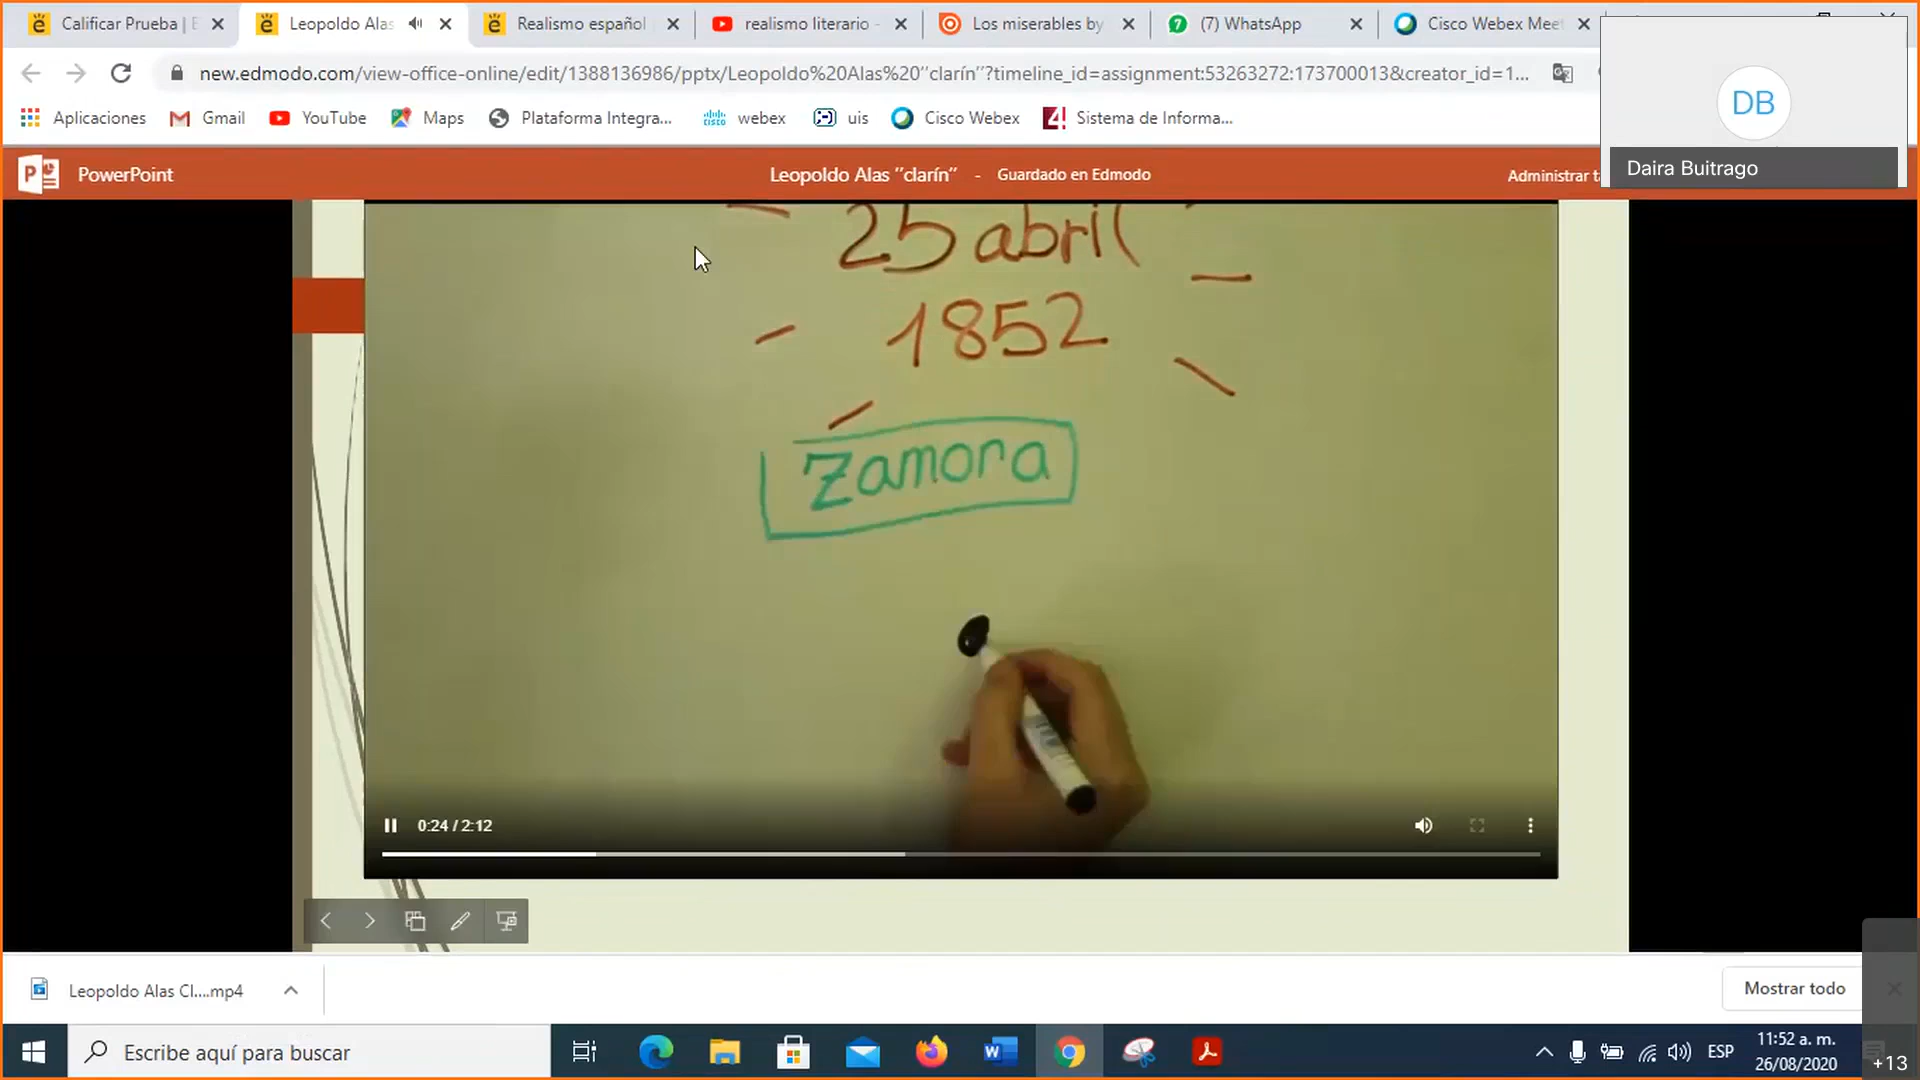 Calificar Prueba | E
Leopoldo Alas
Realismo español
realismo literario -
Los miserables by
(7) WhatsApp
Cisco Webex Meet
new.edmodo.com/view-office-online/edit/1388136986/pptx/Leopoldo%20Alas%20"clarín"?timeline_id=assignment:53263272:173700013&creator_id=1...
Aplicaciones
Gmail
YouTube
Maps
Plataforma Integra...
webex
uis
Cisco Webex
Sistema de Informa...
DB
Daira Buitrago
PowerPoint
Leopoldo Alas "clarín" - Guardado en Edmodo
Administrar ta
25 abril
1852
Zamora
0:24 / 2:12
Leopoldo Alas Cl....mp4
Mostrar todo
Escribe aquí para buscar
ESP
11:52 a. m.
26/08/2020
+13